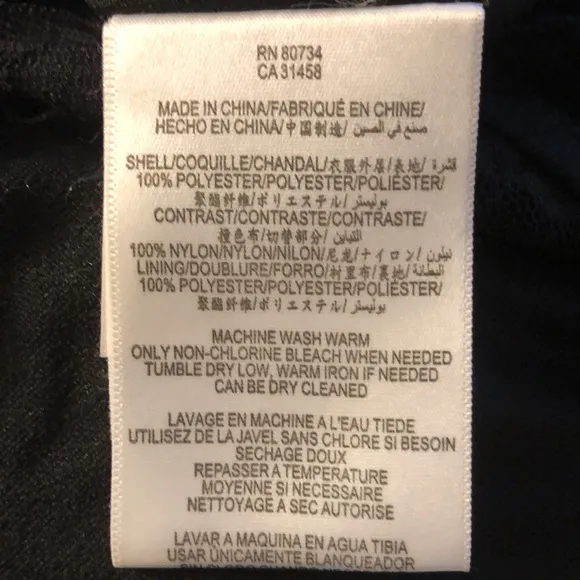 RN 80734
CA 31458
MADE IN CHINA/FABRIQUÉ EN CHINE/
HECHO EN CHINA/中国制造/ صنع في الصين
SHELL/COQUILLE/CHANDAL/衣服外层/表地/ قشرة
100% POLYESTER/POLYESTER/POLIÉSTER/
聚酯纤维/ポリエステル/ بوليستر
CONTRAST/CONTRASTE/CONTRASTE/
撞色布/切替部分/ التباين
100% NYLON/NYLON/NILON/尼龙/ナイロン/ نيلون
LINING/DOUBLURE/FORRO/衬里布/裏地/ البطانة
100% POLYESTER/POLYESTER/POLIÉSTER/
聚酯纤维/ポリエステル/ بوليستر
MACHINE WASH WARM
ONLY NON-CHLORINE BLEACH WHEN NEEDED
TUMBLE DRY LOW, WARM IRON IF NEEDED
CAN BE DRY CLEANED
LAVAGE EN MACHINE A L'EAU TIEDE
UTILISEZ DE LA JAVEL SANS CHLORE SI BESOIN
SECHAGE DOUX
REPASSER A TEMPERATURE
MOYENNE SI NECESSAIRE
NETTOYAGE A SEC AUTORISE
LAVAR A MAQUINA EN AGUA TIBIA
USAR UNICAMENTE BLANQUEADOR